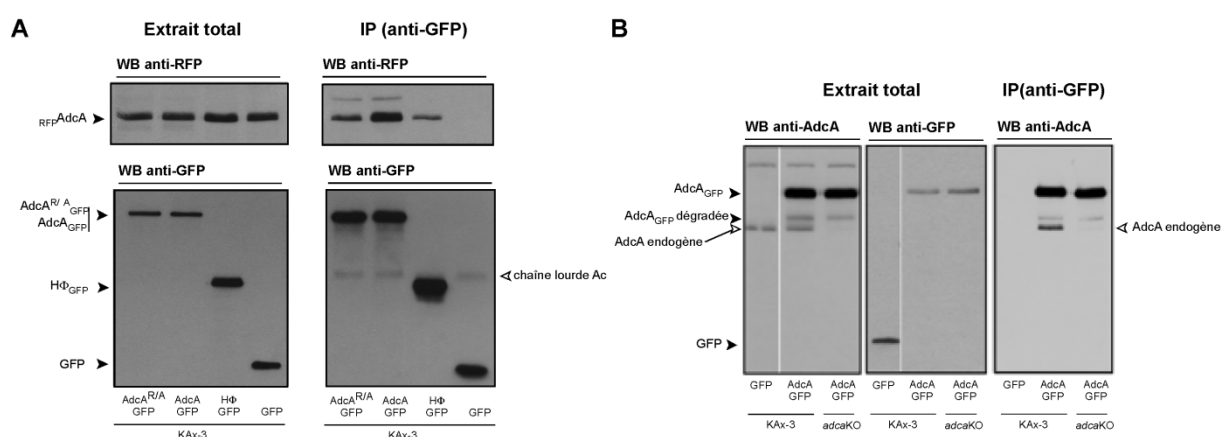 A
Extrait total
IP (anti-GFP)
WB anti-RFP
WB anti-RFP
RFPAdcA
WB anti-GFP
WB anti-GFP
AdcAR/A GFP
AdcAGFP
HΦGFP
chaîne lourde Ac
GFP
AdcAR/A GFP
AdcA GFP
HΦ GFP
GFP
KAx-3
AdcAR/A GFP
AdcA GFP
HΦ GFP
GFP
KAx-3
B
Extrait total
IP(anti-GFP)
WB anti-AdcA
WB anti-GFP
WB anti-AdcA
AdcAGFP
AdcAGFP dégradée
AdcA endogène
AdcA endogène
GFP
GFP
AdcA GFP
AdcA GFP
GFP
AdcA GFP
AdcA GFP
GFP
AdcA GFP
AdcA GFP
KAx-3
adcaKO
KAx-3
adcaKO
KAx-3
adcaKO